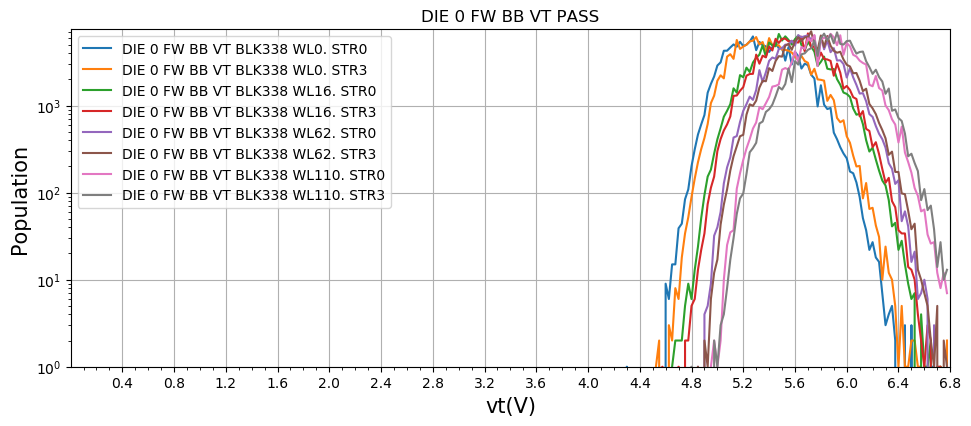 DIE 0 FW BB VT PASS
DIE 0 FW BB VT BLK338 WL0. STR0
DIE 0 FW BB VT BLK338 WL0. STR3
DIE 0 FW BB VT BLK338 WL16. STR0
DIE 0 FW BB VT BLK338 WL16. STR3
DIE 0 FW BB VT BLK338 WL62. STR0
DIE 0 FW BB VT BLK338 WL62. STR3
DIE 0 FW BB VT BLK338 WL110. STR0
DIE 0 FW BB VT BLK338 WL110. STR3
Population
10³
10²
10¹
10⁰
0.4 0.8 1.2 1.6 2.0 2.4 2.8 3.2 3.6 4.0 4.4 4.8 5.2 5.6 6.0 6.4 6.8
vt(V)